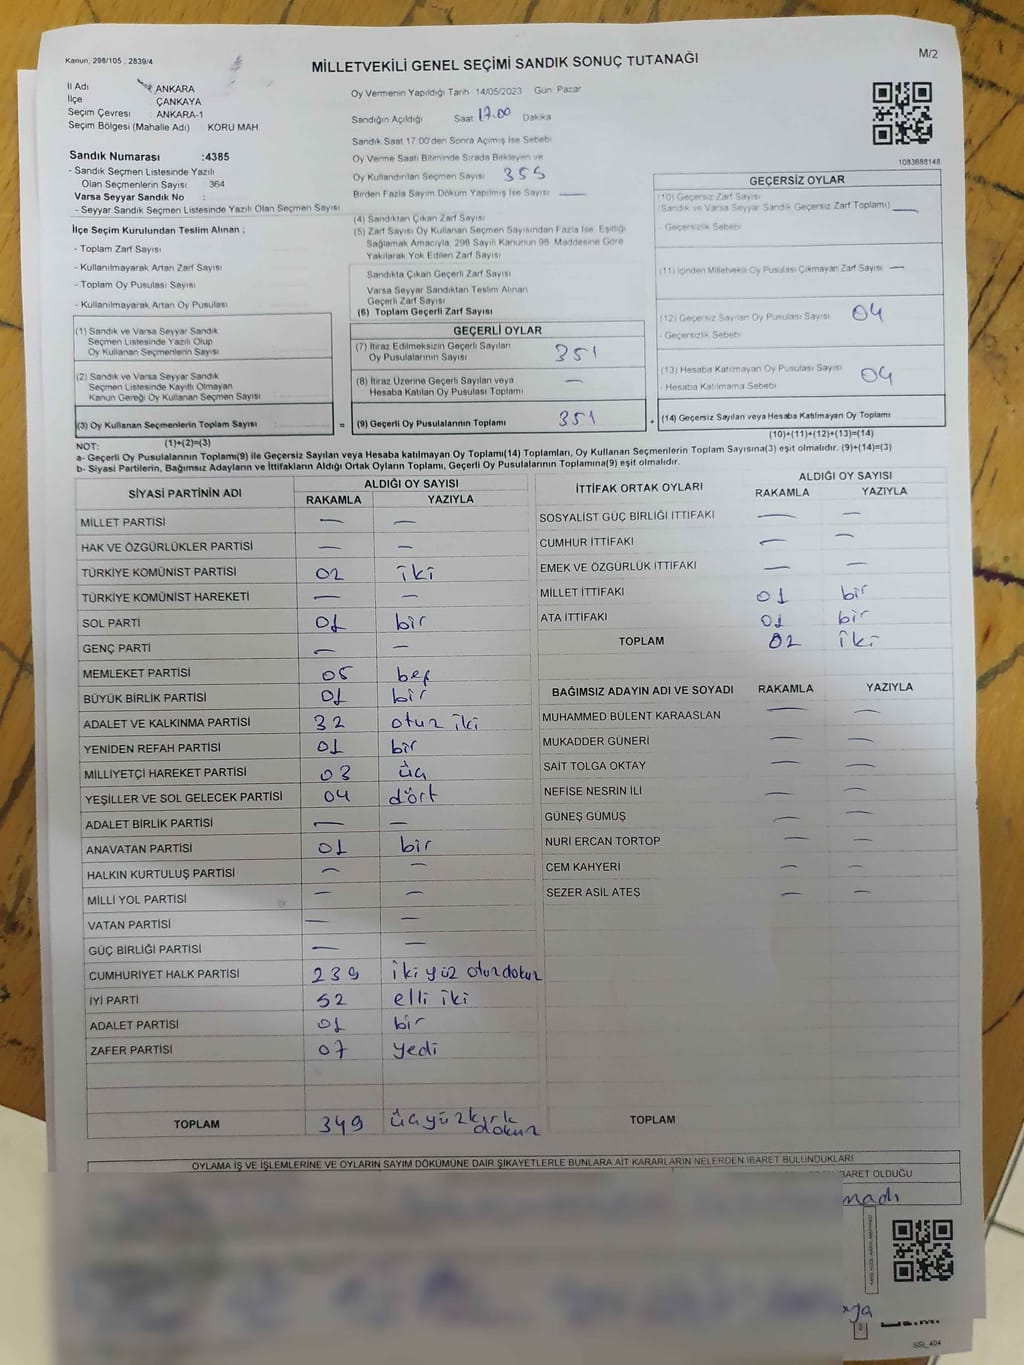 Kanun, 298/105 , 2839/4
M/2
MİLLETVEKİLİ GENEL SEÇİMİ SANDIK SONUÇ TUTANAĞI
İl Adı ANKARA
İlçe ÇANKAYA
Seçim Çevresi ANKARA-1
Seçim Bölgesi (Mahalle Adı) KORU MAH
Sandık Numarası :4385
- Sandık Seçmen Listesinde Yazılı
Olan Seçmenlerin Sayısı 364
Varsa Seyyar Sandık No :
- Seyyar Sandık Seçmen Listesinde Yazılı Olan Seçmen Sayısı
İlçe Seçim Kurulundan Teslim Alınan ;
- Toplam Zarf Sayısı
- Kullanılmayarak Artan Zarf Sayısı
- Toplam Oy Pusulası Sayısı
- Kullanılmayarak Artan Oy Pusulası
(1) Sandık ve Varsa Seyyar Sandık
Seçmen Listesinde Yazılı Olup
Oy Kullanan Seçmenlerin Sayısı
(2) Sandık ve Varsa Seyyar Sandık
Seçmen Listesinde Kayıtlı Olmayan
Kanun Gereği Oy Kullanan Seçmen Sayısı
(3) Oy Kullanan Seçmenlerin Toplam Sayısı =
(1)+(2)=(3)
Oy Vermenin Yapıldığı Tarih 14/05/2023 Gün Pazar
Sandığın Açıldığı Saat 17.00 Dakika
Sandık Saat 17:00'den Sonra Açımış İse Sebebi
Oy Verme Saati Bitiminde Sırada Bekleyen ve
Oy Kullandırılan Seçmen Sayısı 355
Birden Fazla Sayım Döküm Yapılmış İse Sayısı —
(4) Sandıktan Çıkan Zarf Sayısı
(5) Zarf Sayısı Oy Kullanan Seçmen Sayısından Fazla İse, Eşitliği
Sağlamak Amacıyla, 298 Sayılı Kanunun 98. Maddesine Göre
Yakılarak Yok Edilen Zarf Sayısı
Sandıkta Çıkan Geçerli Zarf Sayısı
Varsa Seyyar Sandıktan Teslim Alınan
Geçerli Zarf Sayısı
(6) Toplam Geçerli Zarf Sayısı
GEÇERLİ OYLAR
(7) İtiraz Edilmeksizin Geçerli Sayılan
Oy Pusulalarının Sayısı 351
(8) İtiraz Üzerine Geçerli Sayılan veya
Hesaba Katılan Oy Pusulası Toplamı —
(9) Geçerli Oy Pusulalarının Toplamı 351 +
1083688148
GEÇERSİZ OYLAR
(10) Geçersiz Zarf Sayısı
(Sandık ve Varsa Seyyar Sandık Geçersiz Zarf Toplamı) —
- Geçersizlik Sebebi
(11) İçinden Milletvekili Oy Pusulası Çıkmayan Zarf Sayısı —
(12) Geçersiz Sayılan Oy Pusulası Sayısı 04
- Geçersizlik Sebebi
(13) Hesaba Katılmayan Oy Pusulası Sayısı 04
- Hesaba Katılmama Sebebi
(14) Geçersiz Sayılan veya Hesaba Katılmayan Oy Toplamı
(10)+(11)+(12)+(13)=(14)
NOT:
a- Geçerli Oy Pusulasının Toplamı(9) ile Geçersiz Sayılan veya Hesaba katılmayan Oy Toplamı(14) Toplamları, Oy Kullanan Seçmenlerin Toplam Sayısına(3) eşit olmalıdır. (9)+(14)=(3)
b- Siyasi Partilerin, Bağımsız Adayların ve İttifakların Aldığı Ortak Oyların Toplamı, Geçerli Oy Pusulalarının Toplamına(9) eşit olmalıdır.
SİYASİ PARTİNİN ADI ALDIĞI OY SAYISI
RAKAMLA YAZIYLA
MİLLET PARTİSİ — —
HAK VE ÖZGÜRLÜKLER PARTİSİ — —
TÜRKİYE KOMÜNİST PARTİSİ 02 iki
TÜRKİYE KOMÜNİST HAREKETİ — —
SOL PARTİ 01 bir
GENÇ PARTİ — —
MEMLEKET PARTİSİ 05 beş
BÜYÜK BİRLİK PARTİSİ 01 bir
ADALET VE KALKINMA PARTİSİ 32 otuz iki
YENİDEN REFAH PARTİSİ 01 bir
MİLLİYETÇİ HAREKET PARTİSİ 03 üç
YEŞİLLER VE SOL GELECEK PARTİSİ 04 dört
ADALET BİRLİK PARTİSİ — —
ANAVATAN PARTİSİ 01 bir
HALKIN KURTULUŞ PARTİSİ — —
MİLLİ YOL PARTİSİ — —
VATAN PARTİSİ — —
GÜÇ BİRLİĞİ PARTİSİ — —
CUMHURİYET HALK PARTİSİ 239 iki yüz otuzdokuz
İYİ PARTİ 52 elli iki
ADALET PARTİSİ 01 bir
ZAFER PARTİSİ 07 yedi
TOPLAM 349 üçyüzkırk
dokuz
İTTİFAK ORTAK OYLARI ALDIĞI OY SAYISI
RAKAMLA YAZIYLA
SOSYALİST GÜÇ BİRLİĞİ İTTİFAKI — —
CUMHUR İTTİFAKI — —
EMEK VE ÖZGÜRLÜK İTTİFAKI — —
MİLLET İTTİFAKI 01 bir
ATA İTTİFAKI 01 bir
TOPLAM 02 iki
BAĞIMSIZ ADAYIN ADI VE SOYADI RAKAMLA YAZIYLA
MUHAMMED BÜLENT KARAASLAN — —
MUKADDER GÜNERİ — —
SAİT TOLGA OKTAY — —
NEFİSE NESRİN İLİ — —
GÜNEŞ GÜMÜŞ — —
NURİ ERCAN TORTOP — —
CEM KAHYERİ — —
SEZER ASIL ATEŞ — —
TOPLAM
OYLAMA İŞ VE İŞLEMLERİNE VE OYLARIN SAYIM DÖKÜMÜNE DAİR ŞİKAYETLERLE BUNLARA AİT KARARLARIN NELERDEN İBARET BULUNDUKLARI
BARET OLDUĞU
madı
SSİ_404